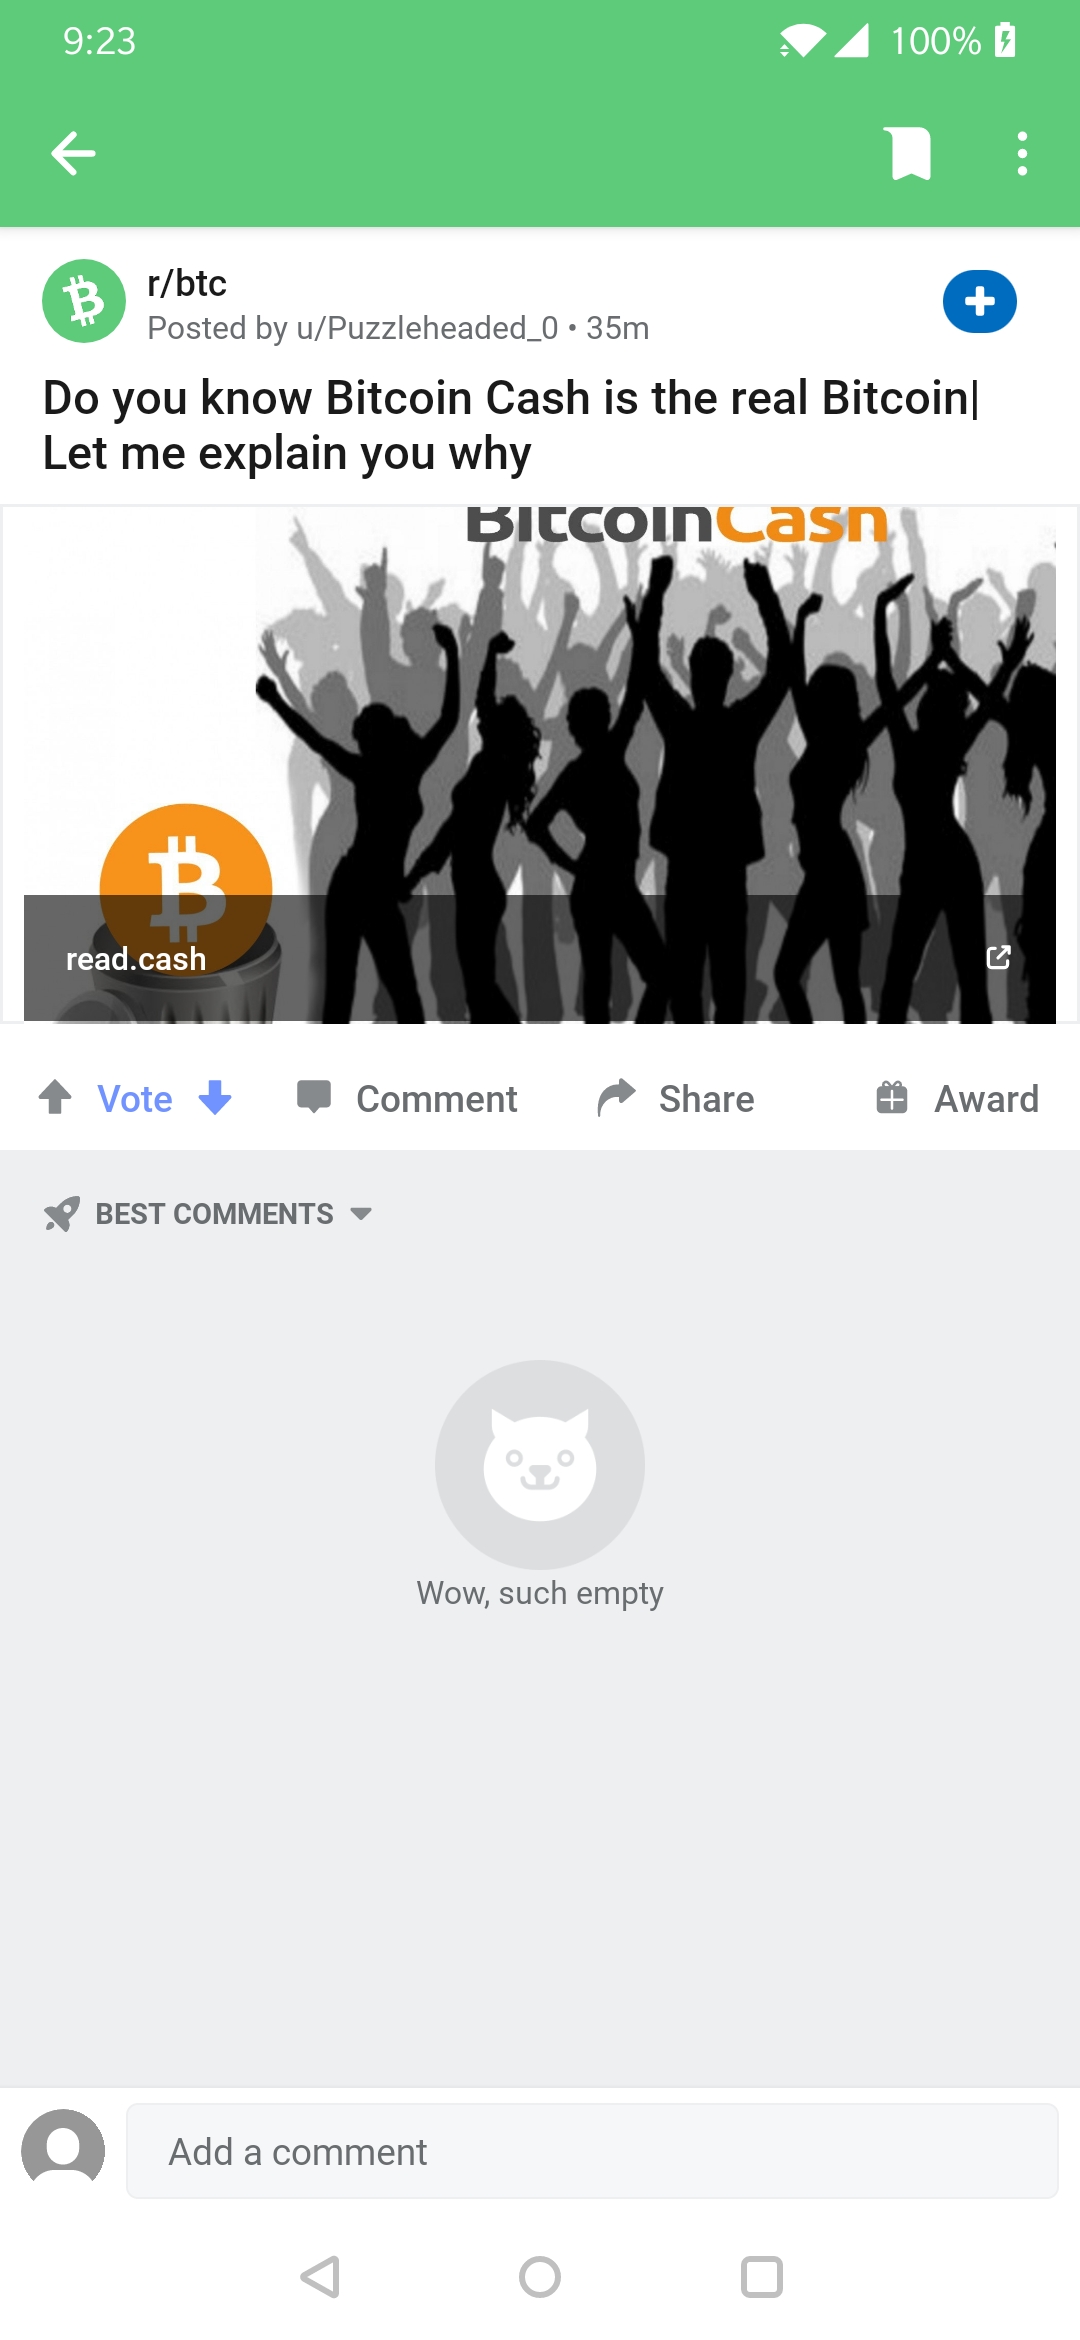 9:23
100%
r/btc
Posted by u/Puzzleheaded_0 • 35m
Do you know Bitcoin Cash is the real Bitcoin|
Let me explain you why
BitcoinCash
read.cash
Vote
Comment
Share
Award
BEST COMMENTS
Wow, such empty
Add a comment